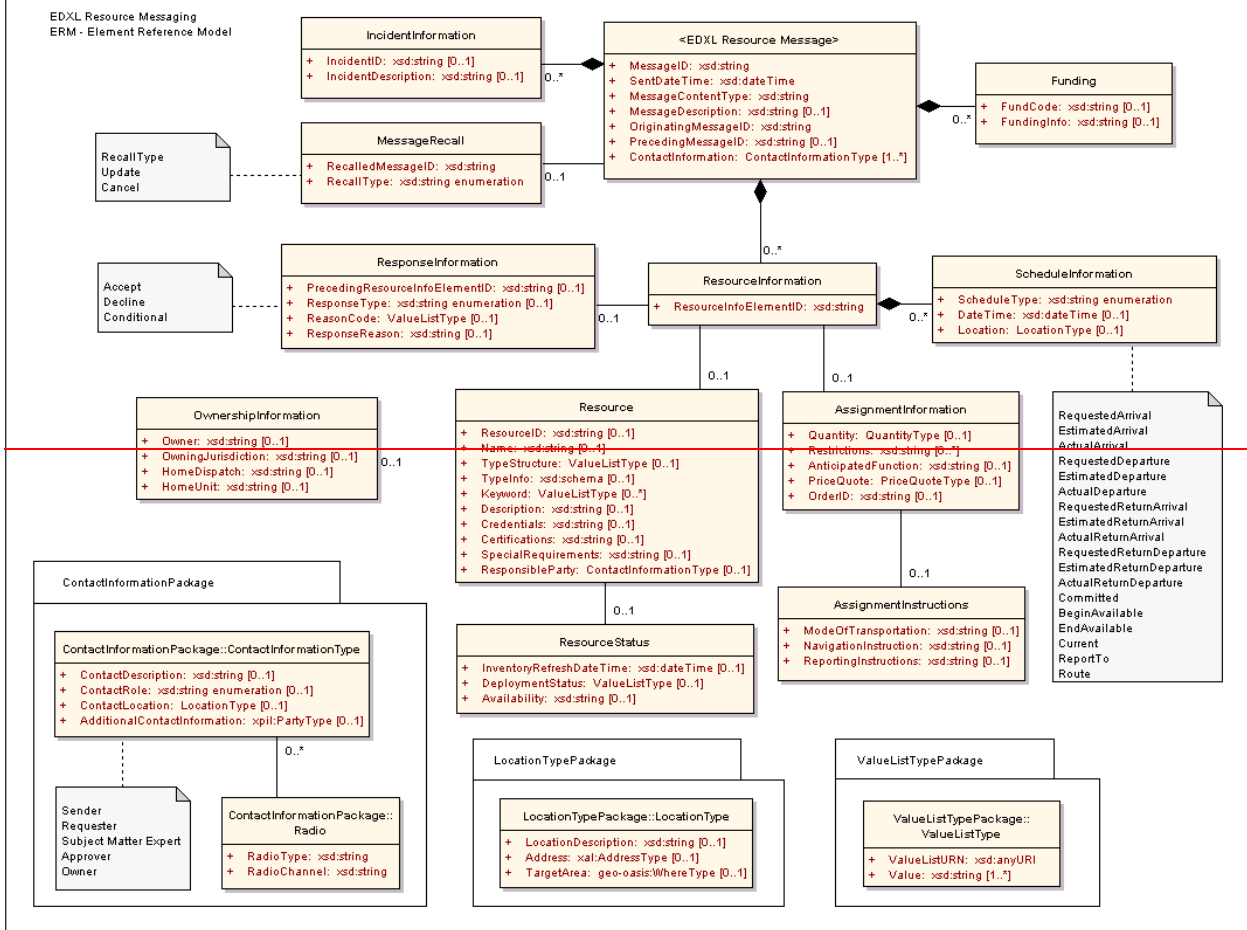 EDXL Resource Messaging
ERM - Element Reference Model
IncidentInformation
+ IncidentID: xsd:string [0..1]
+ IncidentDescription: xsd:string [0..1]
0..*
<EDXL Resource Message>
+ MessageID: xsd:string
+ SentDateTime: xsd:dateTime
+ MessageContentType: xsd:string
+ MessageDescription: xsd:string [0..1]
+ OriginatingMessageID: xsd:string
+ PrecedingMessageID: xsd:string [0..1]
+ ContactInformation: ContactInformationType [1..*]
Funding
+ FundCode: xsd:string [0..1]
+ FundingInfo: xsd:string [0..1]
0..*
RecallType
Update
Cancel
MessageRecall
+ RecalledMessageID: xsd:string
+ RecallType: xsd:string enumeration
0..1
0..*
Accept
Decline
Conditional
ResponseInformation
+ PrecedingResourceInfoElementID: xsd:string [0..1]
+ ResponseType: xsd:string enumeration [0..1]
+ ReasonCode: ValueListType [0..1]
+ ResponseReason: xsd:string [0..1]
0..1
ResourceInformation
+ ResourceInfoElementID: xsd:string
0..*
ScheduleInformation
+ ScheduleType: xsd:string enumeration
+ DateTime: xsd:dateTime [0..1]
+ Location: LocationType [0..1]
0..1
0..1
OwnershipInformation
+ Owner: xsd:string [0..1]
+ OwningJurisdiction: xsd:string [0..1]
+ HomeDispatch: xsd:string [0..1]
+ HomeUnit: xsd:string [0..1]
0..1
Resource
+ ResourceID: xsd:string [0..1]
+ Name: xsd:string [0..1]
+ TypeStructure: ValueListType [0..1]
+ TypeInfo: xsd:schema [0..1]
+ Keyword: ValueListType [0..*]
+ Description: xsd:string [0..1]
+ Credentials: xsd:string [0..1]
+ Certifications: xsd:string [0..1]
+ SpecialRequirements: xsd:string [0..1]
+ ResponsibleParty: ContactInformationType [0..1]
AssignmentInformation
+ Quantity: QuantityType [0..1]
+ Restrictions: xsd:string [0..*]
+ AnticipatedFunction: xsd:string [0..1]
+ PriceQuote: PriceQuoteType [0..1]
+ OrderID: xsd:string [0..1]
RequestedArrival
EstimatedArrival
ActualArrival
RequestedDeparture
EstimatedDeparture
ActualDeparture
RequestedReturnArrival
EstimatedReturnArrival
ActualReturnArrival
RequestedReturnDeparture
EstimatedReturnDeparture
ActualReturnDeparture
Committed
BeginAvailable
EndAvailable
Current
ReportTo
Route
0..1
0..1
ResourceStatus
+ InventoryRefreshDateTime: xsd:dateTime [0..1]
+ DeploymentStatus: ValueListType [0..1]
+ Availability: xsd:string [0..1]
AssignmentInstructions
+ ModeOfTransportation: xsd:string [0..1]
+ NavigationInstruction: xsd:string [0..1]
+ ReportingInstructions: xsd:string [0..1]
ContactInformationPackage
ContactInformationPackage::ContactInformationType
+ ContactDescription: xsd:string [0..1]
+ ContactRole: xsd:string enumeration [0..1]
+ ContactLocation: LocationType [0..1]
+ AdditionalContactInformation: xpil:PartyType [0..1]
0..*
Sender
Requester
Subject Matter Expert
Approver
Owner
ContactInformationPackage::
Radio
+ RadioType: xsd:string
+ RadioChannel: xsd:string
LocationTypePackage
LocationTypePackage::LocationType
+ LocationDescription: xsd:string [0..1]
+ Address: xal:AddressType [0..1]
+ TargetArea: geo-oasis:WhereType [0..1]
ValueListTypePackage
ValueListTypePackage::
ValueListType
+ ValueListURN: xsd:anyURI
+ Value: xsd:string [1..*]